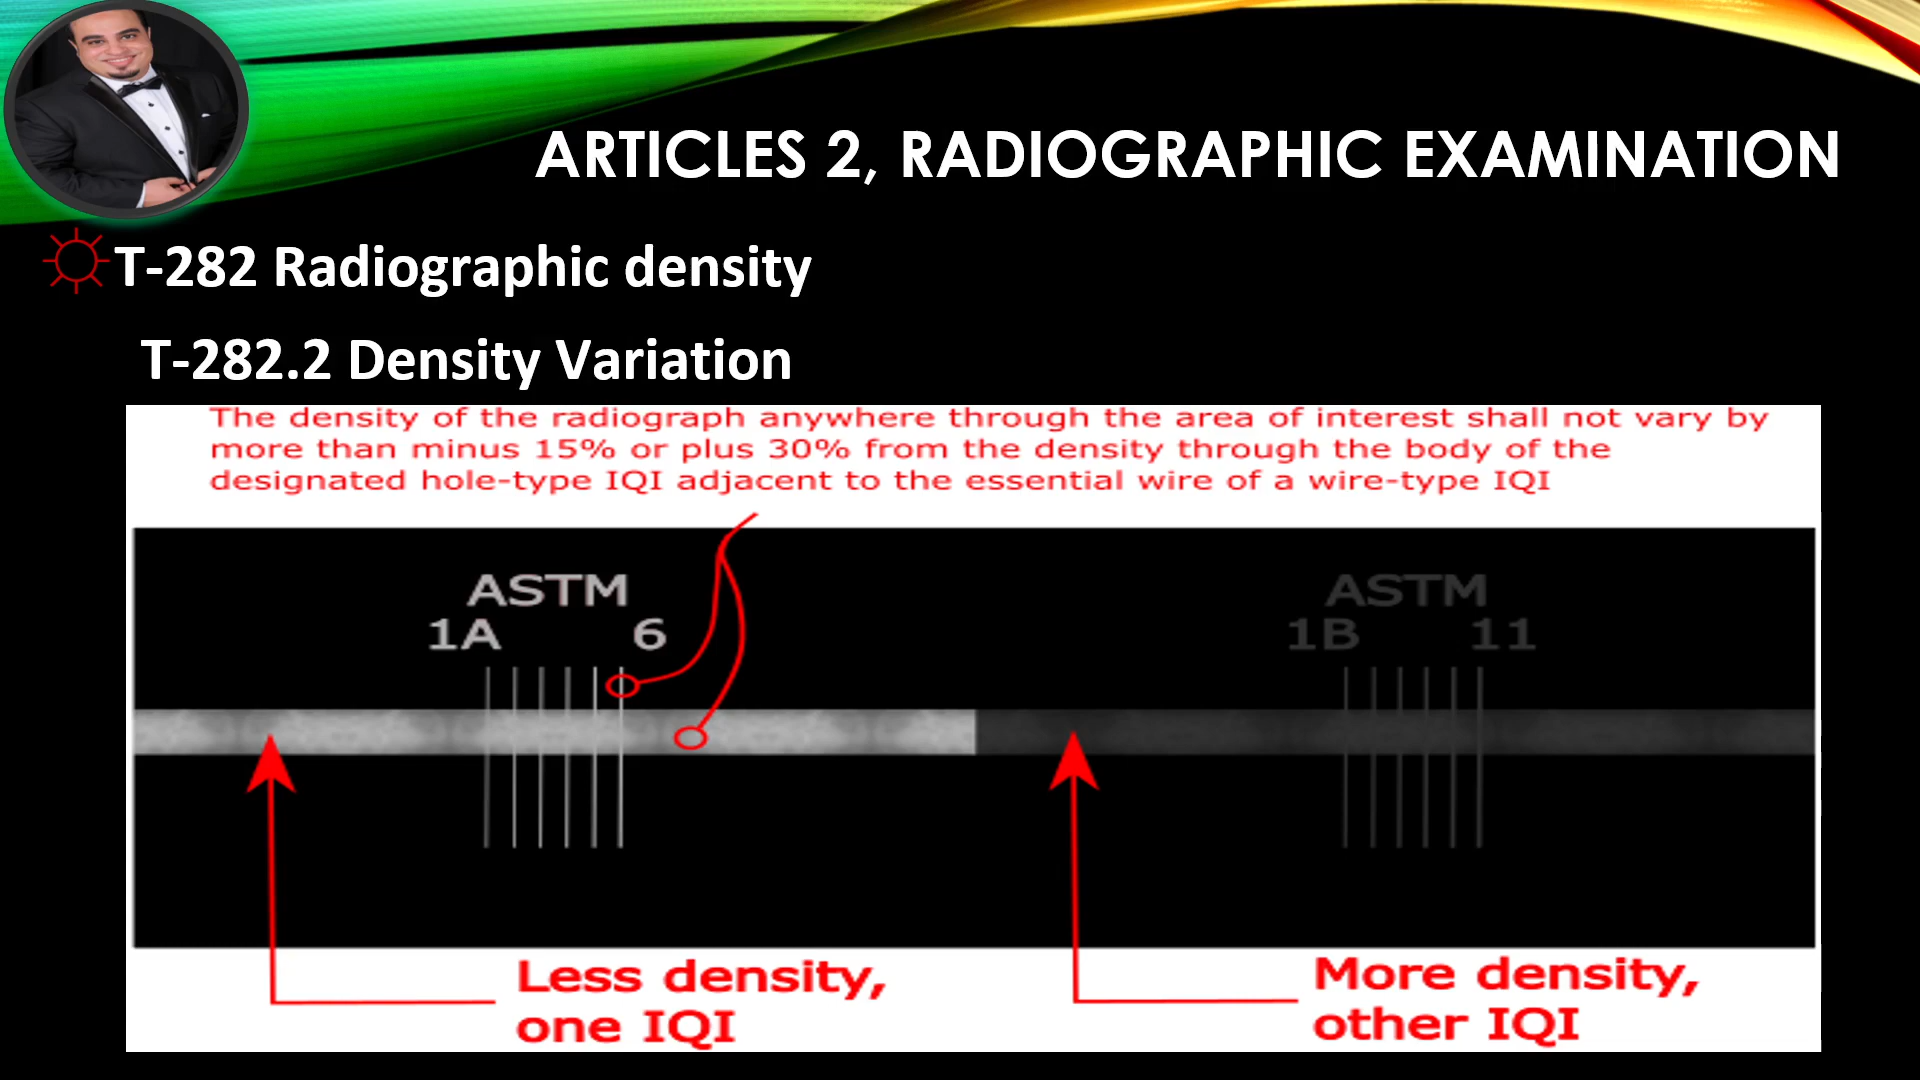 ARTICLES 2, RADIOGRAPHIC EXAMINATION
T-282 Radiographic density
T-282.2 Density Variation
The density of the radiograph anywhere through the area of interest shall not vary by
more than minus 15% or plus 30% from the density through the body of the
designated hole-type IQI adjacent to the essential wire of a wire-type IQI
ASTM
1A 6
ASTM
1B 11
Less density,
one IQI
More density,
other IQI